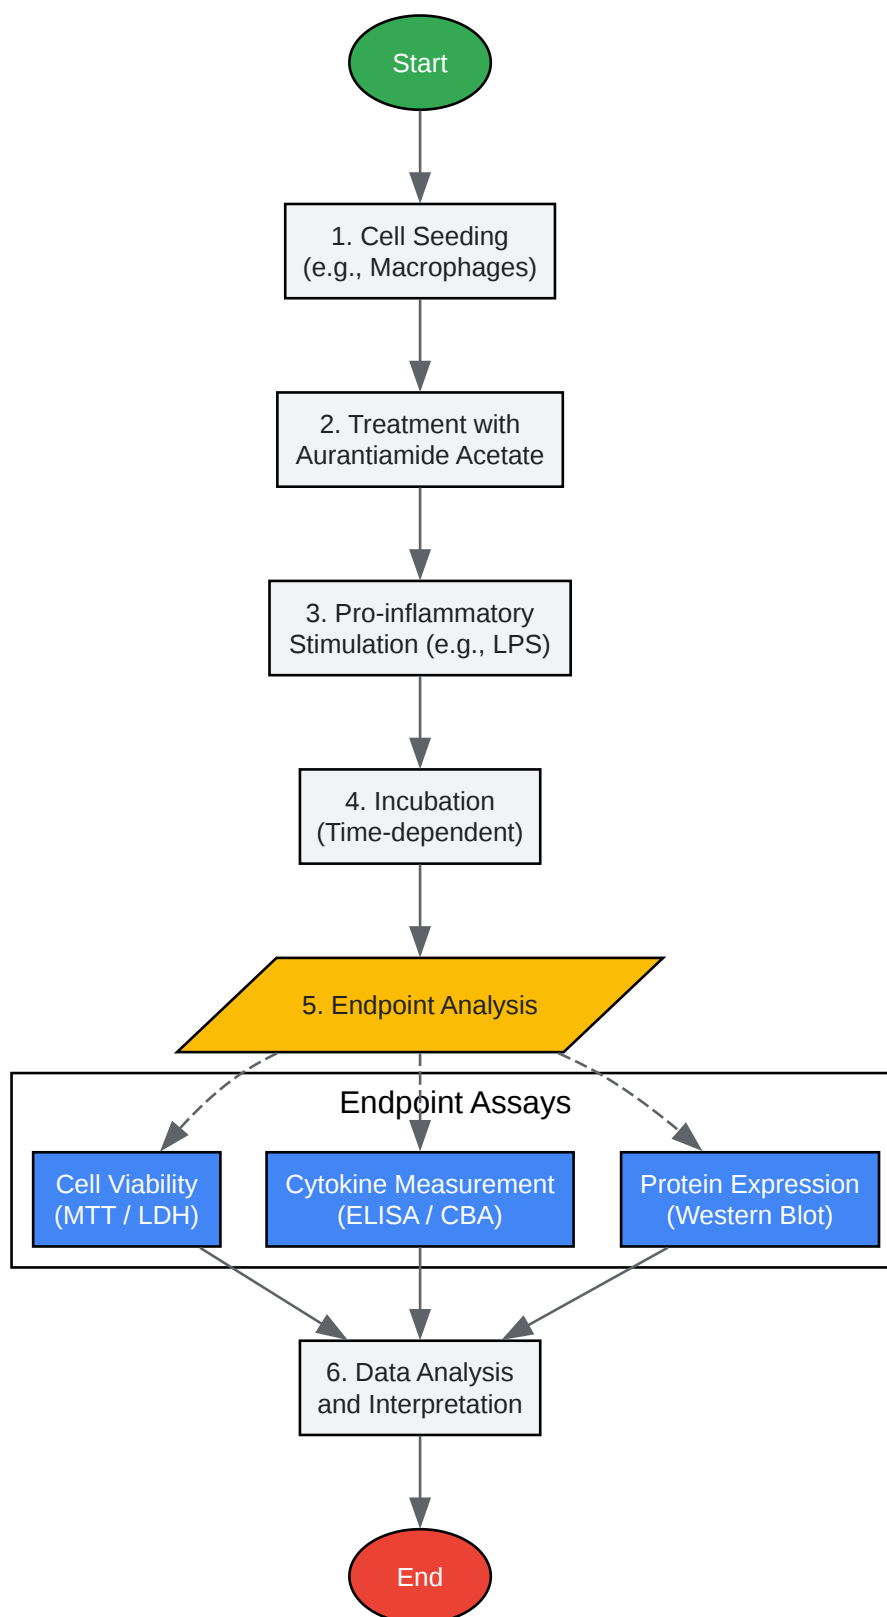 Start
1. Cell Seeding
(e.g., Macrophages)
2. Treatment with
Aurantiamide Acetate
3. Pro-inflammatory
Stimulation (e.g., LPS)
4. Incubation
(Time-dependent)
5. Endpoint Analysis
Endpoint Assays
Cell Viability
(MTT / LDH)
Cytokine Measurement
(ELISA / CBA)
Protein Expression
(Western Blot)
6. Data Analysis
and Interpretation
End